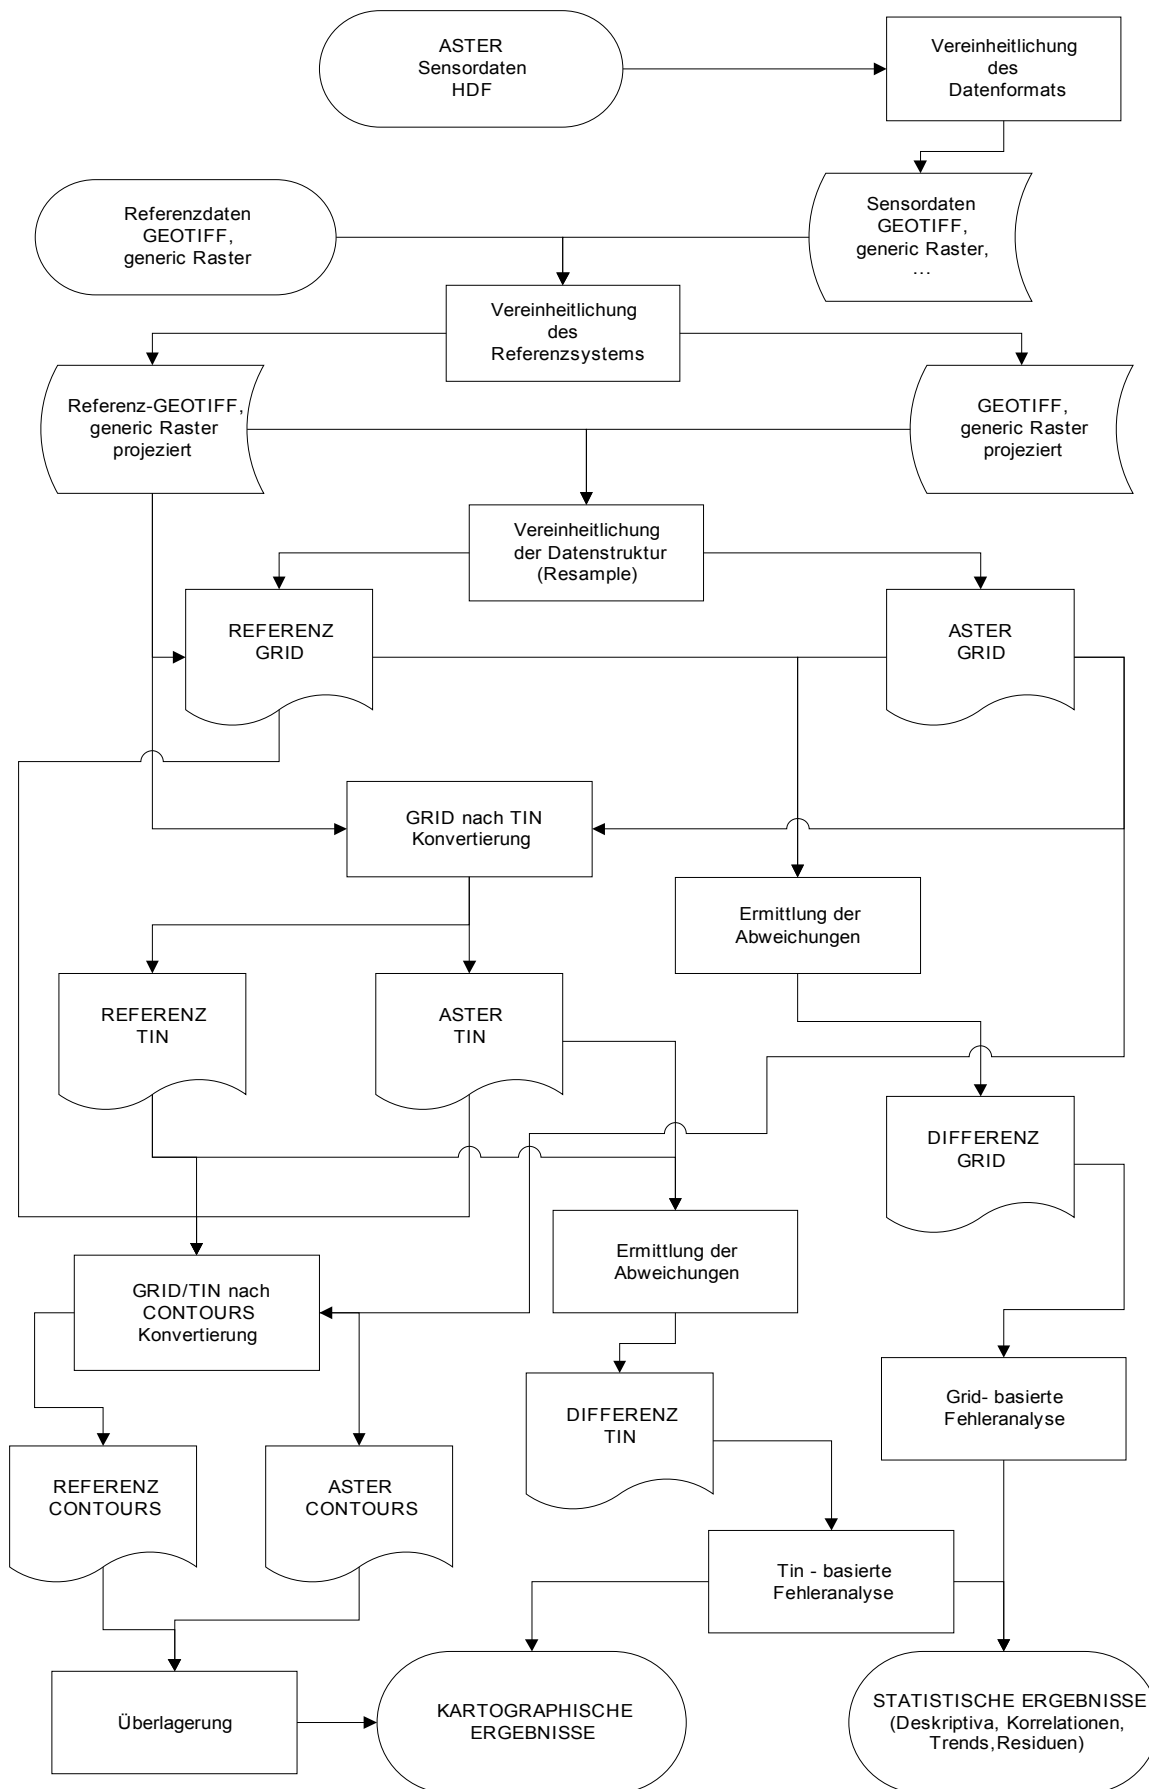 ASTER
Sensordaten
HDF
Vereinheitlichung
des
Datenformats
Referenzdaten
GEOTIFF,
generic Raster
Sensordaten
GEOTIFF,
generic Raster,
...
Vereinheitlichung
des
Referenzsystems
Referenz-GEOTIFF,
generic Raster
projeziert
GEOTIFF,
generic Raster
projeziert
Vereinheitlichung
der Datenstruktur
(Resample)
REFERENZ
GRID
ASTER
GRID
GRID nach TIN
Konvertierung
Ermittlung der
Abweichungen
REFERENZ
TIN
ASTER
TIN
DIFFERENZ
GRID
Ermittlung der
Abweichungen
GRID/TIN nach
CONTOURS
Konvertierung
DIFFERENZ
TIN
Grid- basierte
Fehleranalyse
REFERENZ
CONTOURS
ASTER
CONTOURS
Tin - basierte
Fehleranalyse
Überlagerung
KARTOGRAPHISCHE
ERGEBNISSE
STATISTISCHE ERGEBNISSE
(Deskriptiva, Korrelationen,
Trends,Residuen)